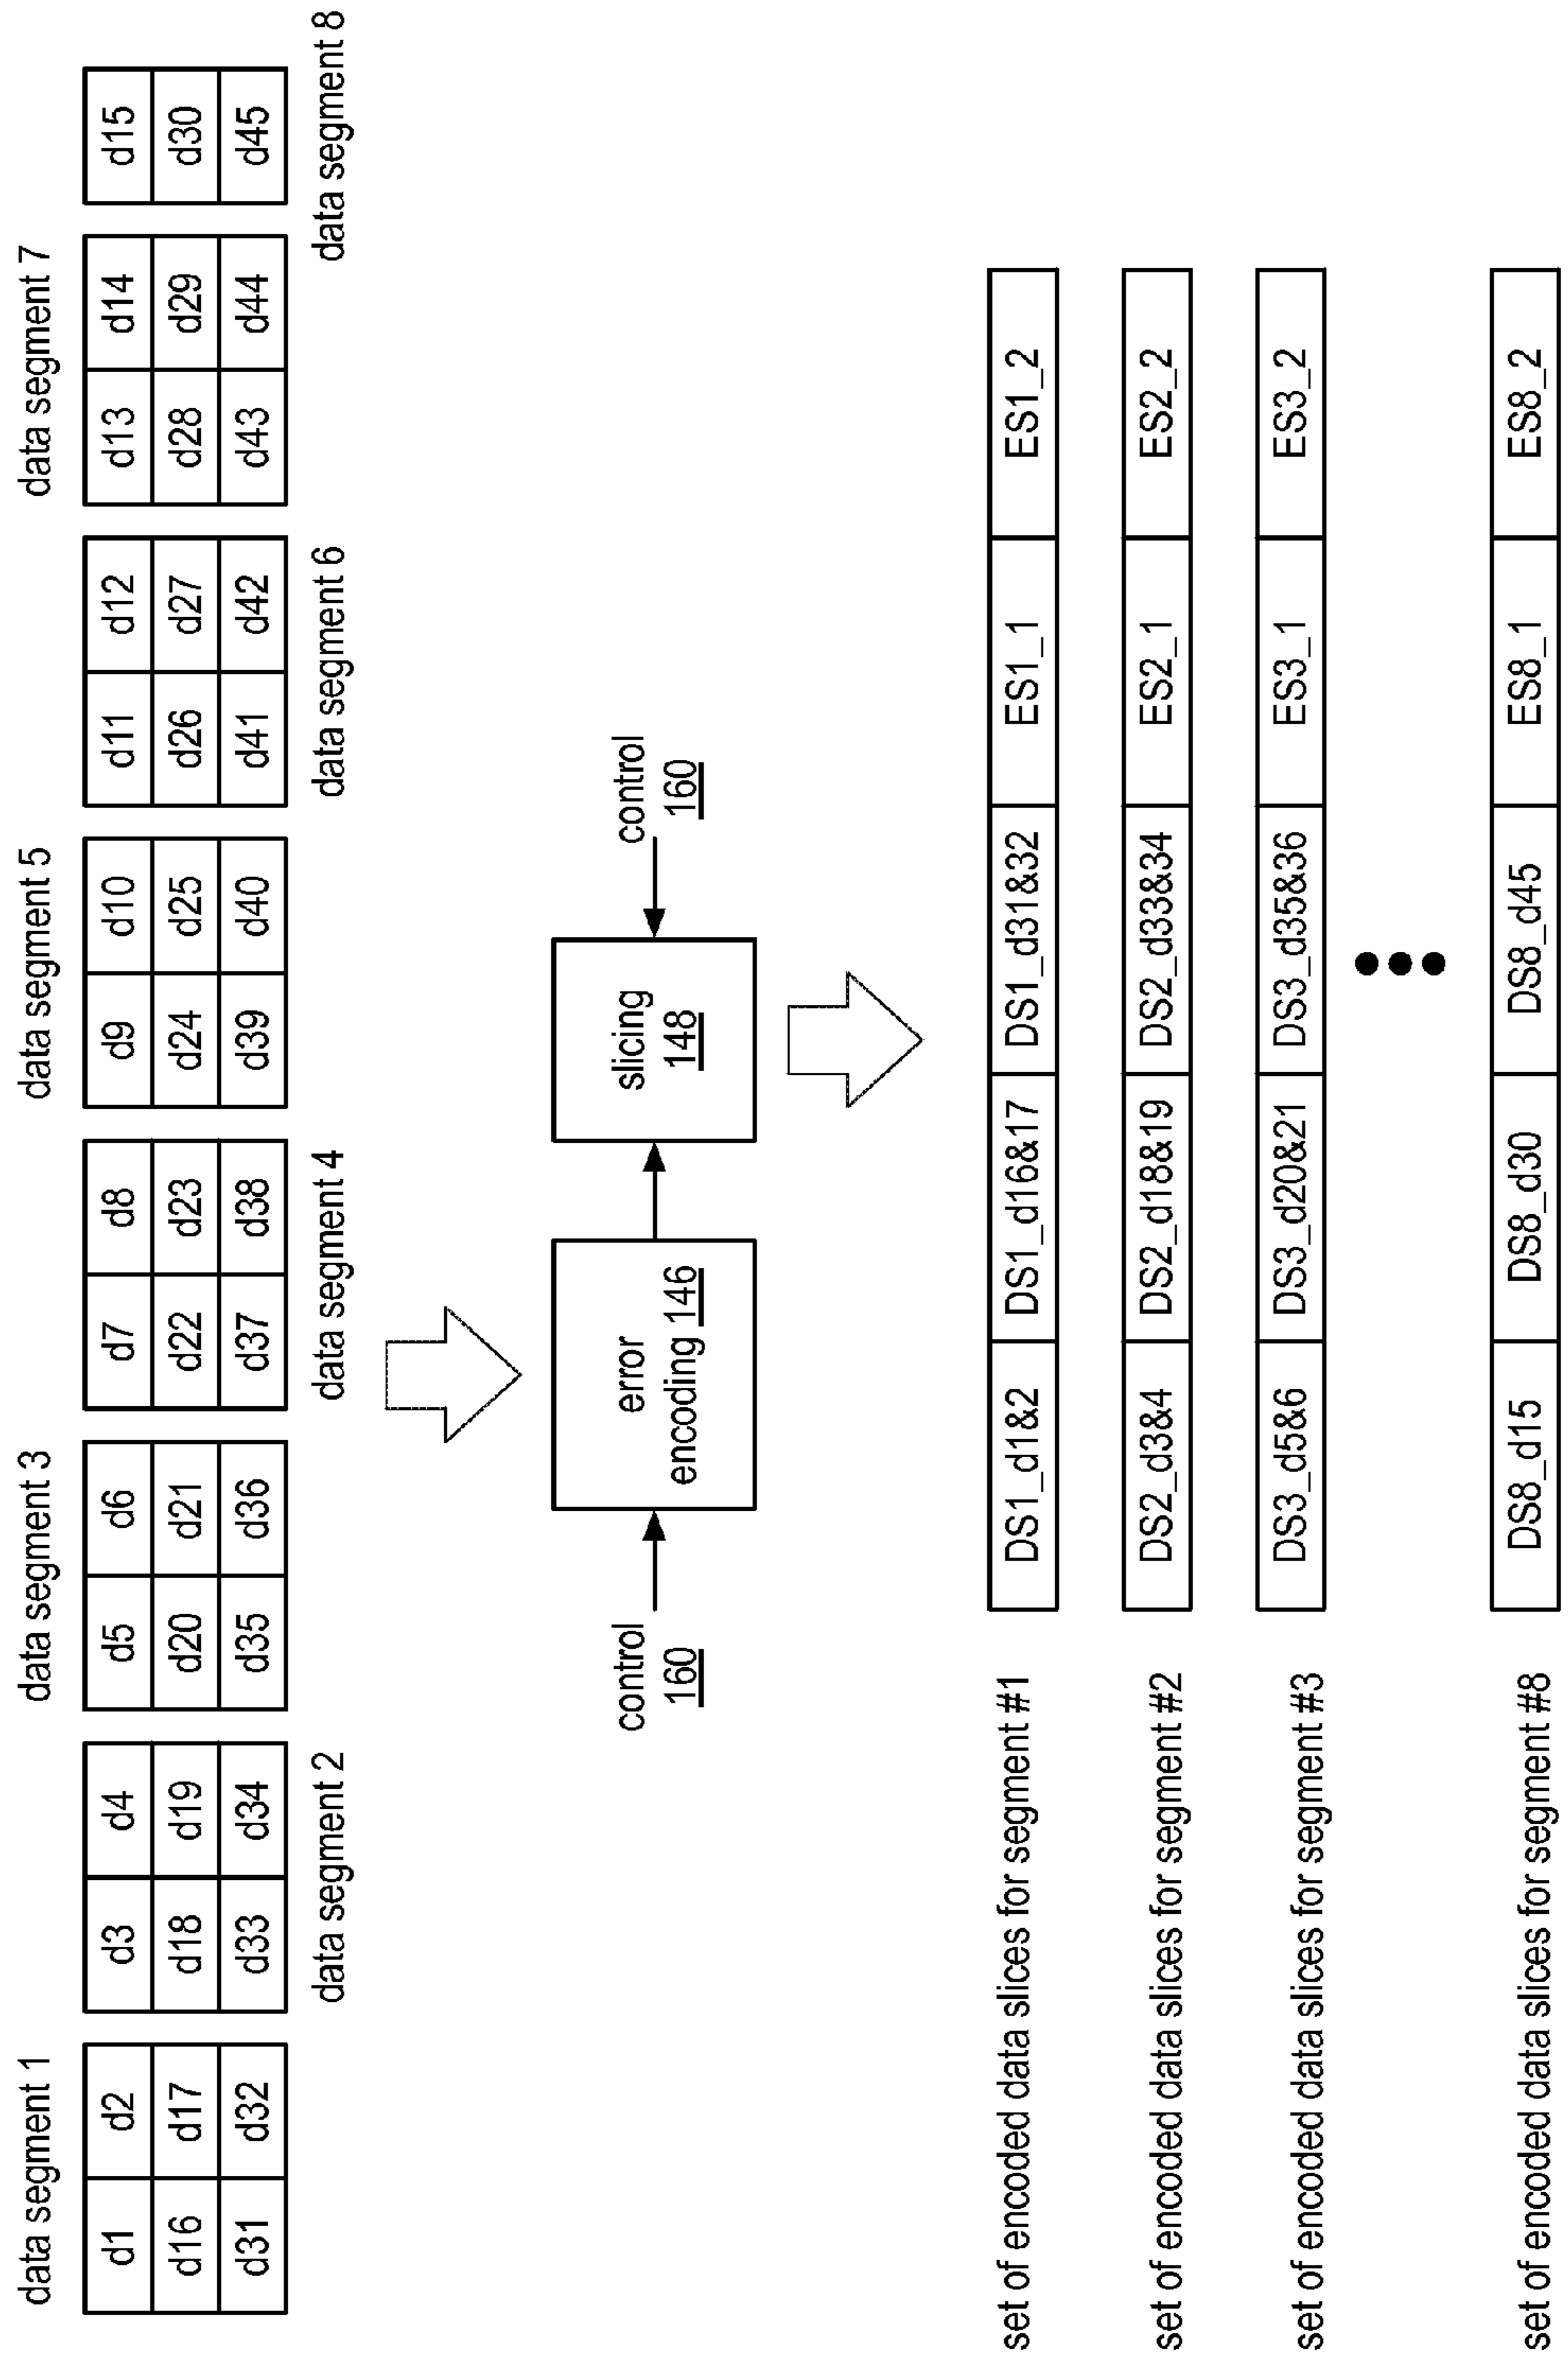 data segment 1
data segment 3
data segment 5
data segment 7
d1 d2 d3 d4 d5 d6 d7 d8 d9 d10 d11 d12 d13 d14 d15
d16 d17 d18 d19 d20 d21 d22 d23 d24 d25 d26 d27 d28 d29 d30
d31 d32 d33 d34 d35 d36 d37 d38 d39 d40 d41 d42 d43 d44 d45
data segment 2
data segment 4
data segment 6
data segment 8
control
160
error
encoding 146
slicing
148
control
160
set of encoded data slices for segment #1
DS1_d1&2 DS1_d16&17 DS1_d31&32 ES1_1 ES1_2
set of encoded data slices for segment #2
DS2_d3&4 DS2_d18&19 DS2_d33&34 ES2_1 ES2_2
set of encoded data slices for segment #3
DS3_d5&6 DS3_d20&21 DS3_d35&36 ES3_1 ES3_2
set of encoded data slices for segment #8
DS8_d15 DS8_d30 DS8_d45 ES8_1 ES8_2